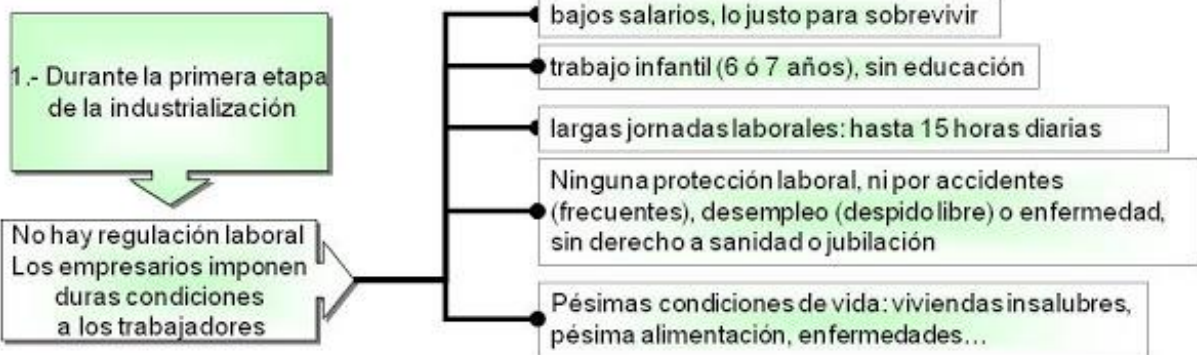 1.- Durante la primera etapa
de la industrialización
No hay regulación laboral
Los empresarios imponen
duras condiciones
a los trabajadores
bajos salarios, lo justo para sobrevivir
trabajo infantil (6 ó 7 años), sin educación
largas jornadas laborales: hasta 15 horas diarias
Ninguna protección laboral, ni por accidentes
(frecuentes), desempleo (despido libre) o enfermedad,
sin derecho a sanidad o jubilación
Pésimas condiciones de vida: viviendas insalubres,
pésima alimentación, enfermedades...